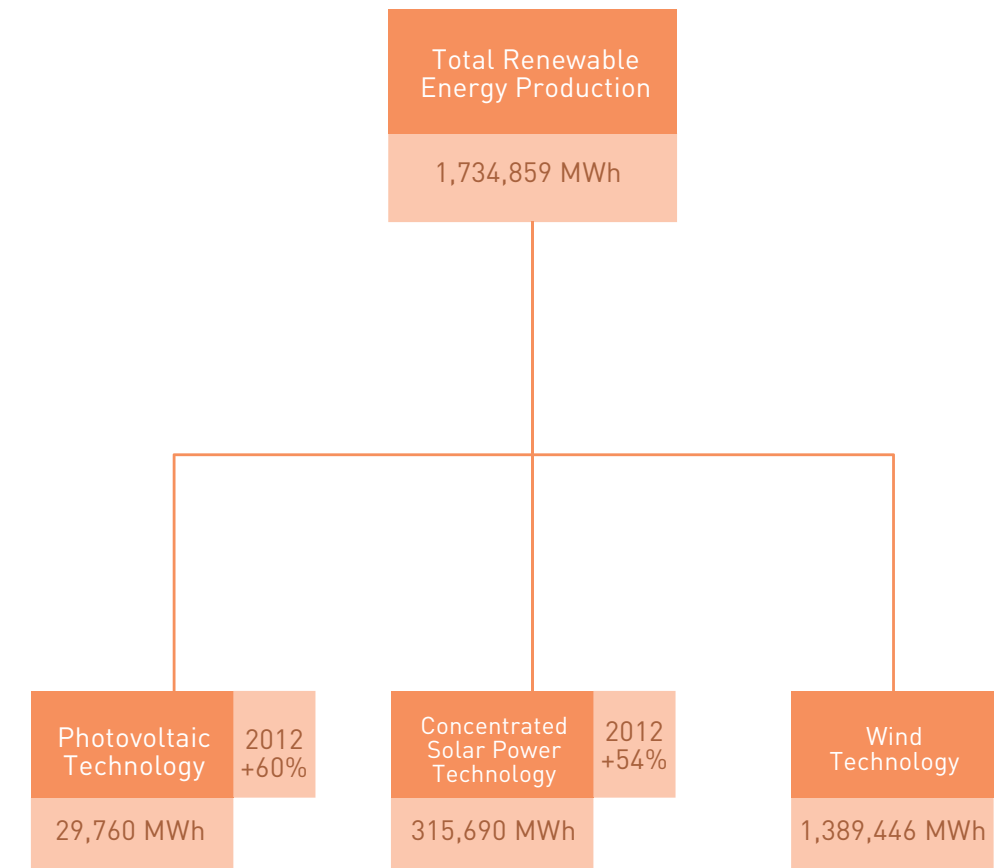 Total Renewable
Energy Production
1,734,859 MWh
Photovoltaic
Technology
2012
+60%
29,760 MWh
Concentrated
Solar Power
Technology
2012
+54%
315,690 MWh
Wind
Technology
1,389,446 MWh